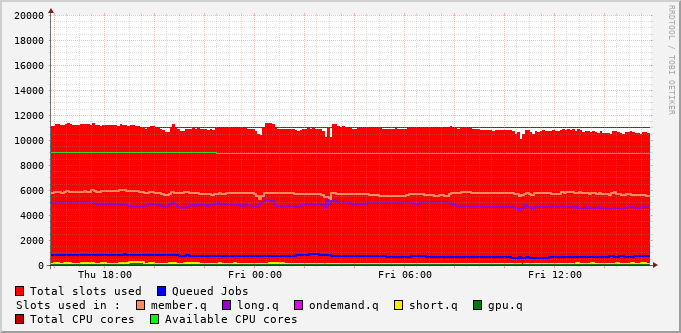 RRDTOOL / TOBI OETIKER
20000
18000
16000
14000
12000
10000
8000
6000
4000
2000
0
Thu 18:00 Fri 00:00 Fri 06:00 Fri 12:00
Total slots used Queued Jobs
Slots used in : member.q long.q ondemand.q short.q gpu.q
Total CPU cores Available CPU cores